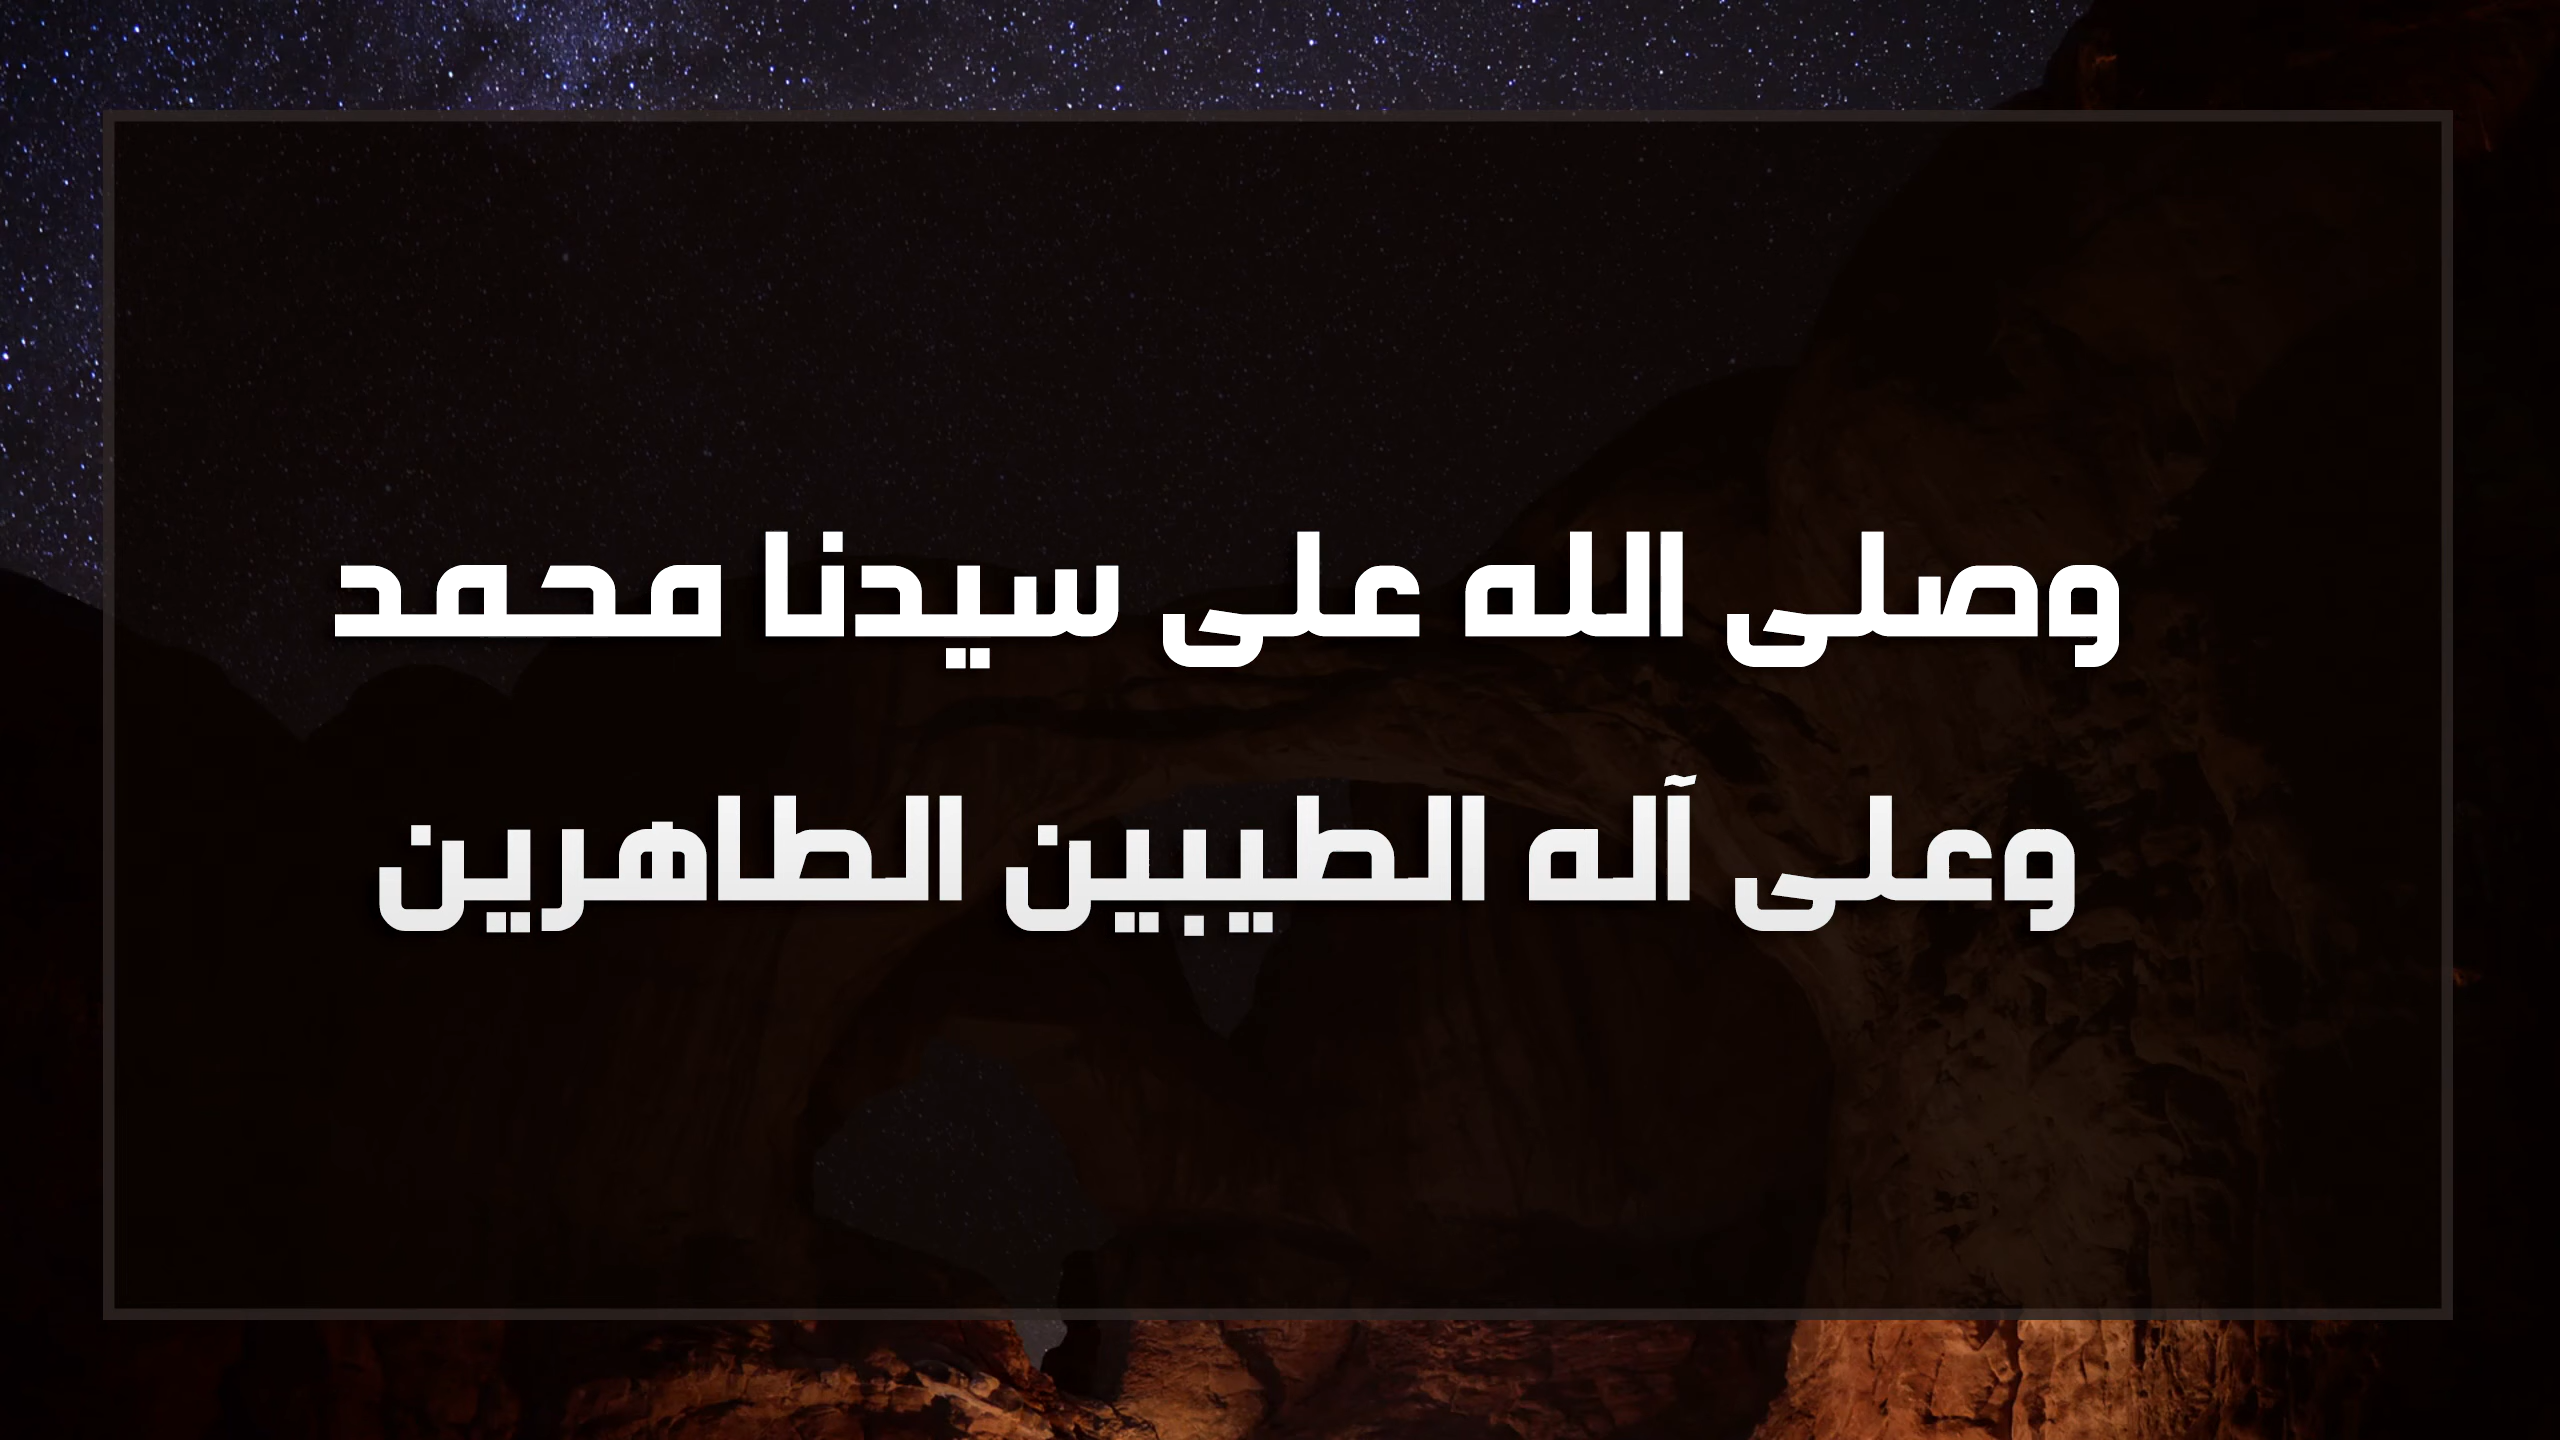 وصلى الله على سيدنا محمد
وعلى آله الطيبين الطاهرين